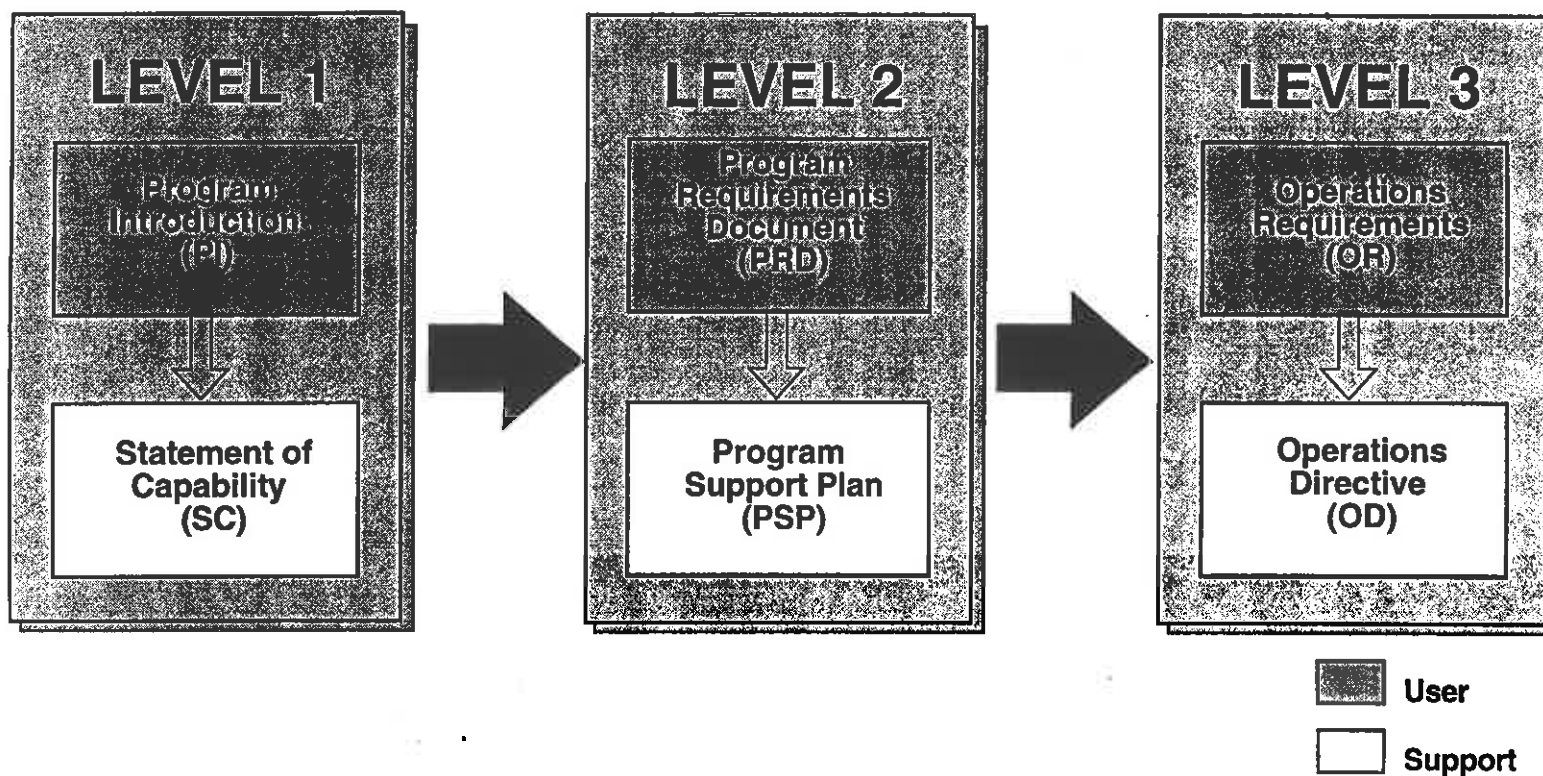 LEVEL 1
Program
Introduction
(PI)
Statement of
Capability
(SC)
LEVEL 2
Program
Requirements
Document
(PRD)
Program
Support Plan
(PSP)
LEVEL 3
Operations
Requirements
(OR)
Operations
Directive
(OD)
User
Support